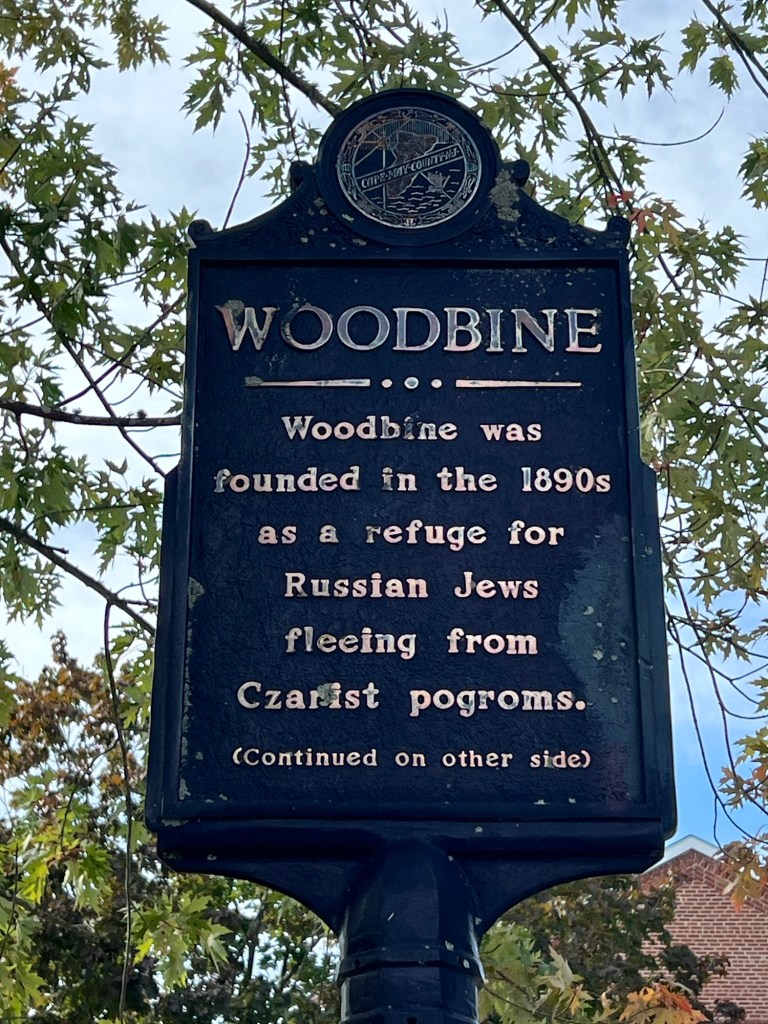 CAPE·MAY·COUNTY·N.J.
WOODBINE
Woodbine was
founded in the 1890s
as a refuge for
Russian Jews
fleeing from
Czarist pogroms.
(Continued on other side)